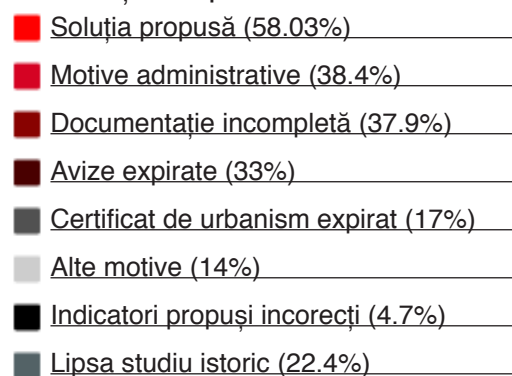 Soluția propusă (58.03%)
Motive administrative (38.4%)
Documentație incompletă (37.9%)
Avize expirate (33%)
Certificat de urbanism expirat (17%)
Alte motive (14%)
Indicatori propuși incorecți (4.7%)
Lipsa studiu istoric (22.4%)